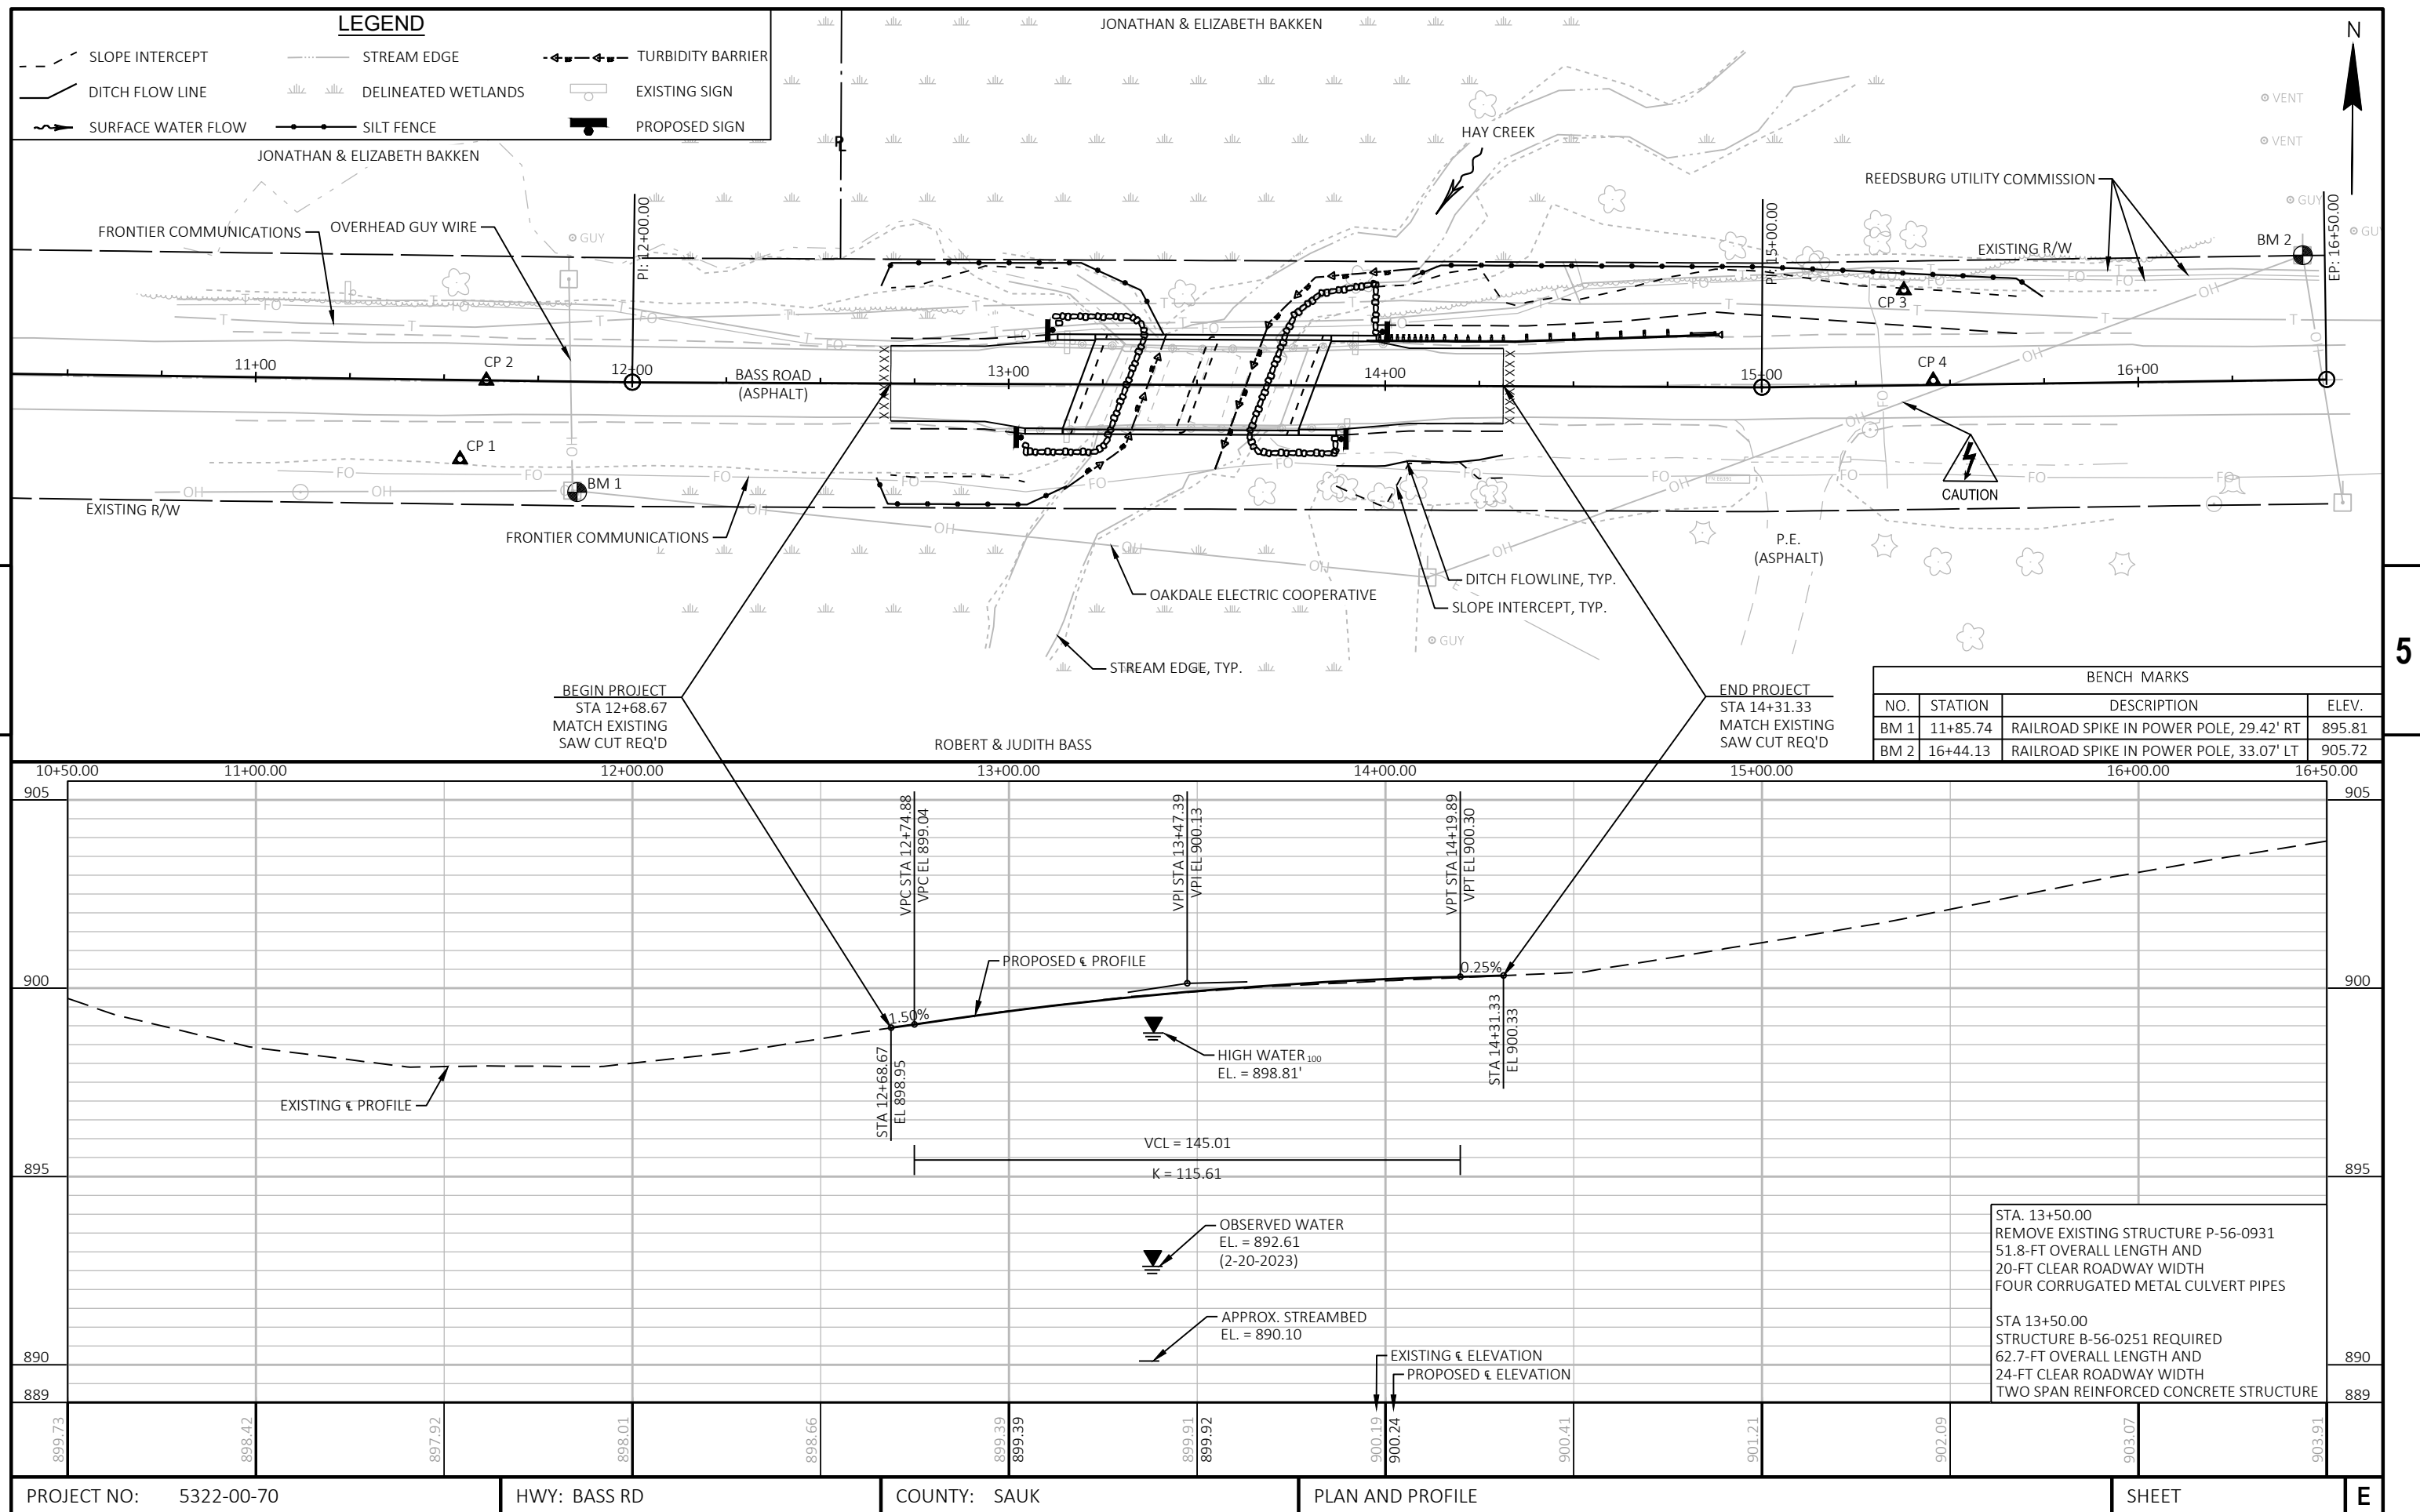 LEGEND
SLOPE INTERCEPT
STREAM EDGE
TURBIDITY BARRIER
DITCH FLOW LINE
DELINEATED WETLANDS
EXISTING SIGN
SURFACE WATER FLOW
SILT FENCE
PROPOSED SIGN
JONATHAN & ELIZABETH BAKKEN
JONATHAN & ELIZABETH BAKKEN
N
VENT
VENT
HAY CREEK
REEDSBURG UTILITY COMMISSION
FRONTIER COMMUNICATIONS
OVERHEAD GUY WIRE
GUY
GUY
GUY
PI: 12+00.00
PI: 15+00.00
EP: 16+50.00
EXISTING R/W
BM 2
CP 3
CP 2
CP 4
CP 1
BM 1
11+00
12+00
13+00
14+00
15+00
16+00
BASS ROAD
(ASPHALT)
FO
T
OH
EXISTING R/W
FRONTIER COMMUNICATIONS
CAUTION
P.E.
(ASPHALT)
DITCH FLOWLINE, TYP.
SLOPE INTERCEPT, TYP.
OAKDALE ELECTRIC COOPERATIVE
GUY
STREAM EDGE, TYP.
BEGIN PROJECT
STA 12+68.67
MATCH EXISTING
SAW CUT REQ'D
ROBERT & JUDITH BASS
END PROJECT
STA 14+31.33
MATCH EXISTING
SAW CUT REQ'D
5
BENCH MARKS
NO. STATION DESCRIPTION ELEV.
BM 1 11+85.74 RAILROAD SPIKE IN POWER POLE, 29.42' RT 895.81
BM 2 16+44.13 RAILROAD SPIKE IN POWER POLE, 33.07' LT 905.72
10+50.00 11+00.00 12+00.00 13+00.00 14+00.00 15+00.00 16+00.00 16+50.00
905 905
900 900
895 895
890 890
889 889
VPC STA 12+74.88
VPC EL 899.04
VPI STA 13+47.39
VPI EL 900.13
VPT STA 14+19.89
VPT EL 900.30
PROPOSED ℄ PROFILE
1.50%
0.25%
STA 12+68.67
EL 898.95
STA 14+31.33
EL 900.33
HIGH WATER100
EL. = 898.81'
EXISTING ℄ PROFILE
VCL = 145.01
K = 115.61
OBSERVED WATER
EL. = 892.61
(2-20-2023)
APPROX. STREAMBED
EL. = 890.10
EXISTING ℄ ELEVATION
PROPOSED ℄ ELEVATION
STA. 13+50.00
REMOVE EXISTING STRUCTURE P-56-0931
51.8-FT OVERALL LENGTH AND
20-FT CLEAR ROADWAY WIDTH
FOUR CORRUGATED METAL CULVERT PIPES
STA 13+50.00
STRUCTURE B-56-0251 REQUIRED
62.7-FT OVERALL LENGTH AND
24-FT CLEAR ROADWAY WIDTH
TWO SPAN REINFORCED CONCRETE STRUCTURE
899.73
898.42
897.92
898.01
898.66
899.39
899.39
899.91
899.92
900.19
900.24
900.41
901.21
902.09
903.07
903.91
PROJECT NO: 5322-00-70
HWY: BASS RD
COUNTY: SAUK
PLAN AND PROFILE
SHEET
E